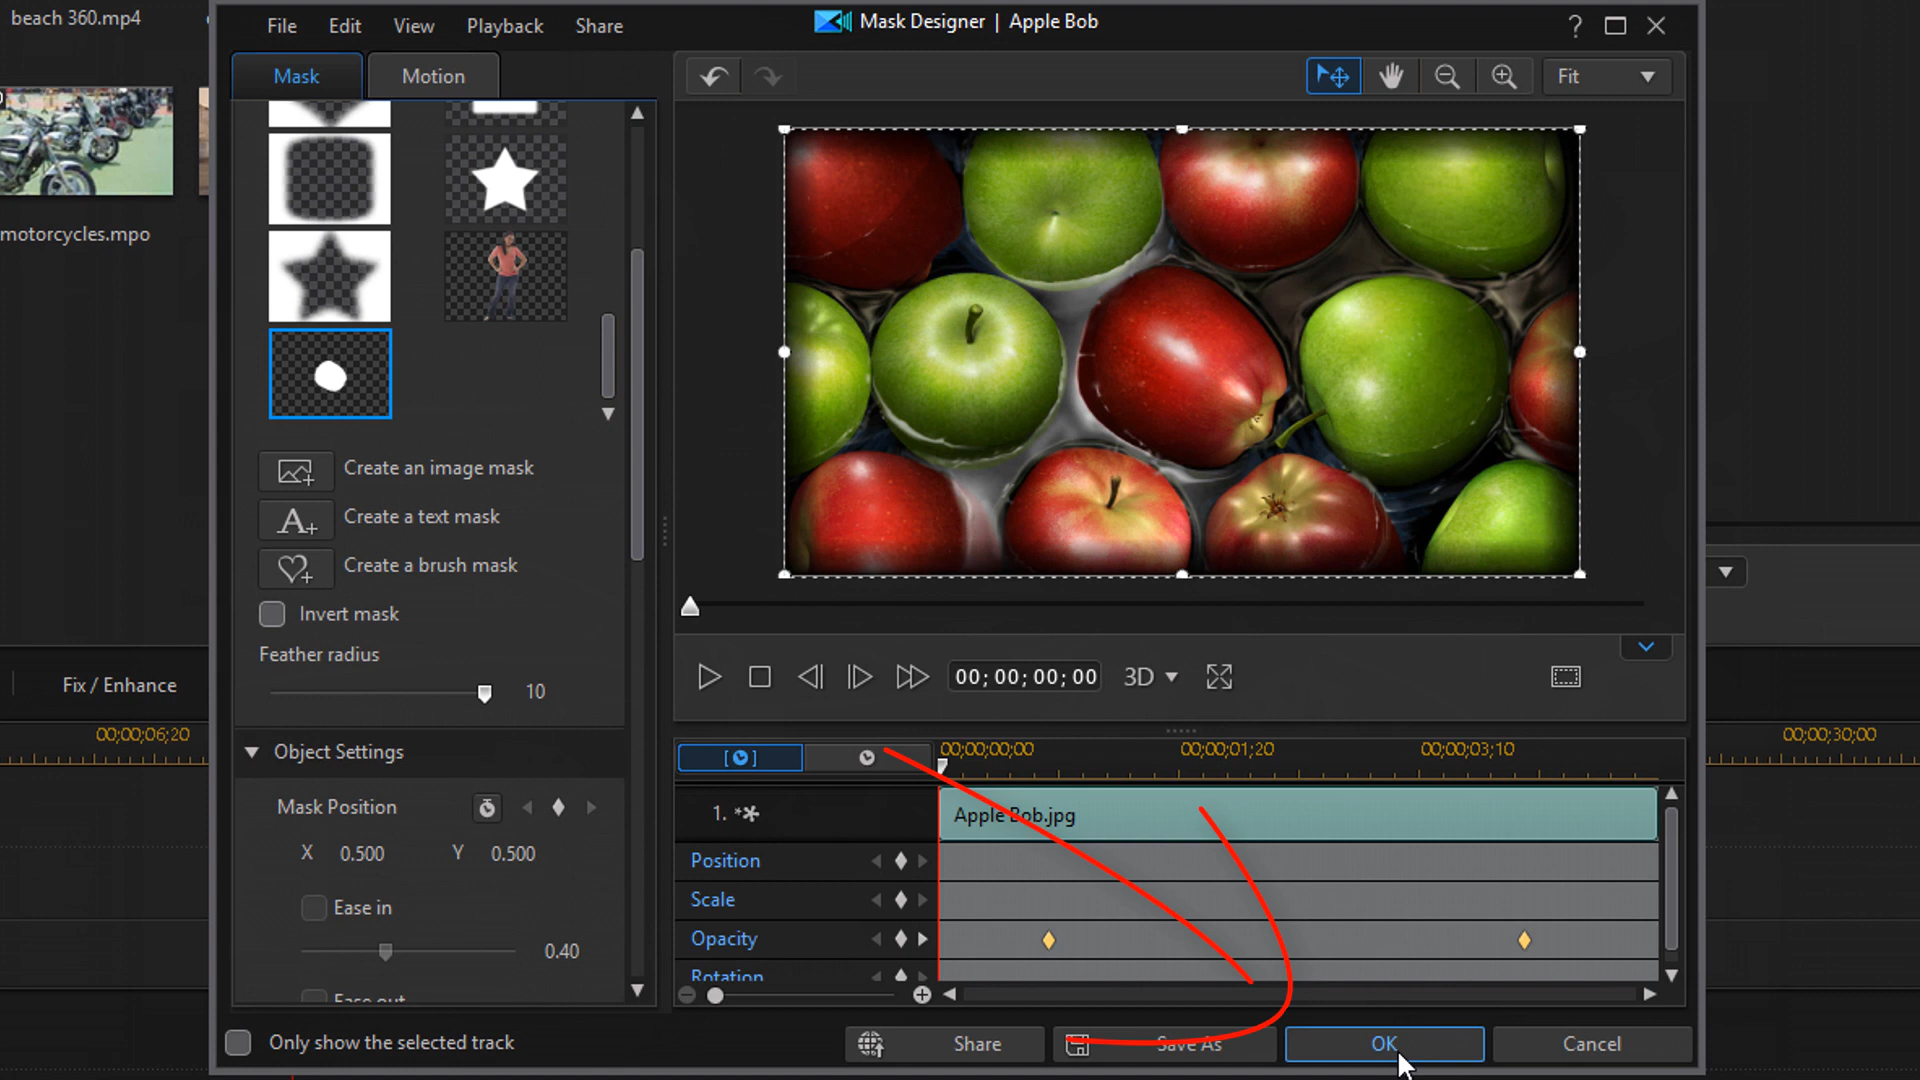 beach 360.mp4
File Edit View Playback Share
Mask Designer | Apple Bob
?
Mask Motion
Fit
motorcycles.mpo
Create an image mask
A+ Create a text mask
Create a brush mask
Invert mask
Feather radius
10
00;00;00;00 3D
Fix / Enhance
00;00;06;20
Object Settings
00;00;00;00 00;00;01;20 00;00;03;10
00;00;30;00
Mask Position
X 0.500 Y 0.500
Ease in
0.40
Ease out
1. Apple Bob.jpg
Position
Scale
Opacity
Rotation
Only show the selected track
Share Save As OK Cancel